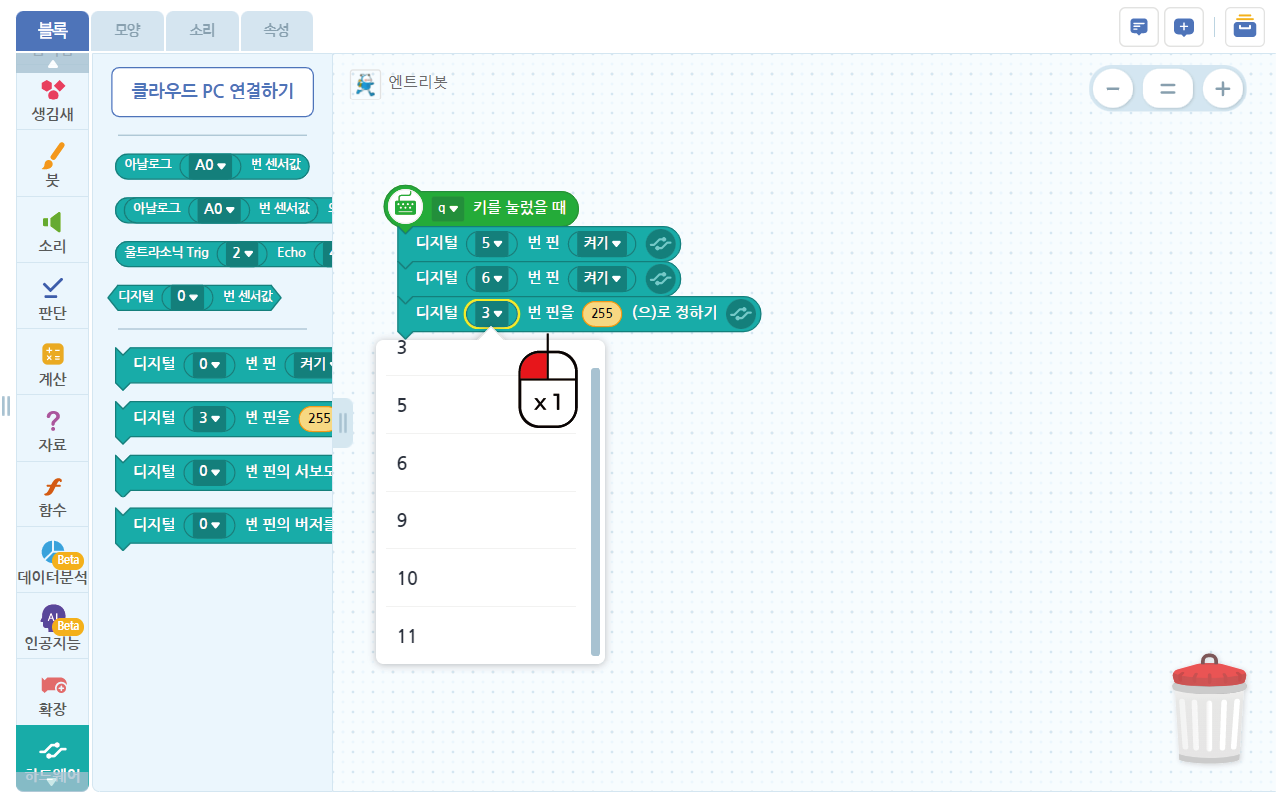 블록
모양
소리
속성
생김새
붓
소리
판단
계산
자료
함수
Beta
데이터분석
AI
Beta
인공지능
확장
하드웨어
클라우드 PC 연결하기
아날로그 A0 번 센서값
아날로그 A0 번 센서값
울트라소닉 Trig 2 Echo
디지털 0 번 센서값
디지털 0 번 핀 켜기
디지털 3 번 핀을 255
디지털 0 번 핀의 서보모
디지털 0 번 핀의 버저를
엔트리봇
q 키를 눌렀을 때
디지털 5 번 핀 켜기
디지털 6 번 핀 켜기
디지털 3 번 핀을 255 (으)로 정하기
3
5
6
9
10
11
x 1